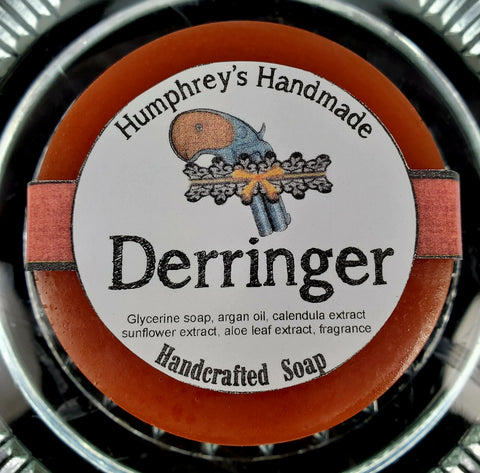 Humphrey's Handmade
Derringer
Glycerine soap, argan oil, calendula extract
sunflower extract, aloe leaf extract, fragrance
Handcrafted Soap